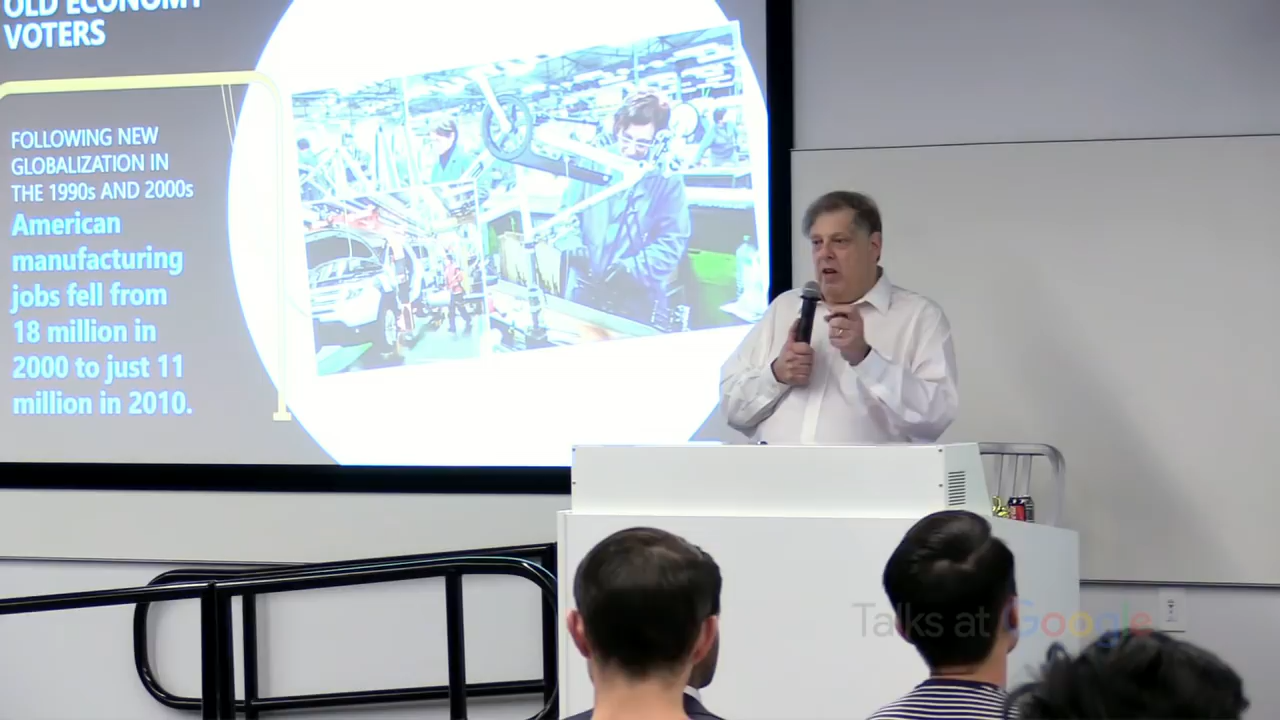 OLD ECONOMY
VOTERS
FOLLOWING NEW
GLOBALIZATION IN
THE 1990s AND 2000s
American
manufacturing
jobs fell from
18 million in
2000 to just 11
million in 2010.
Talks at Google